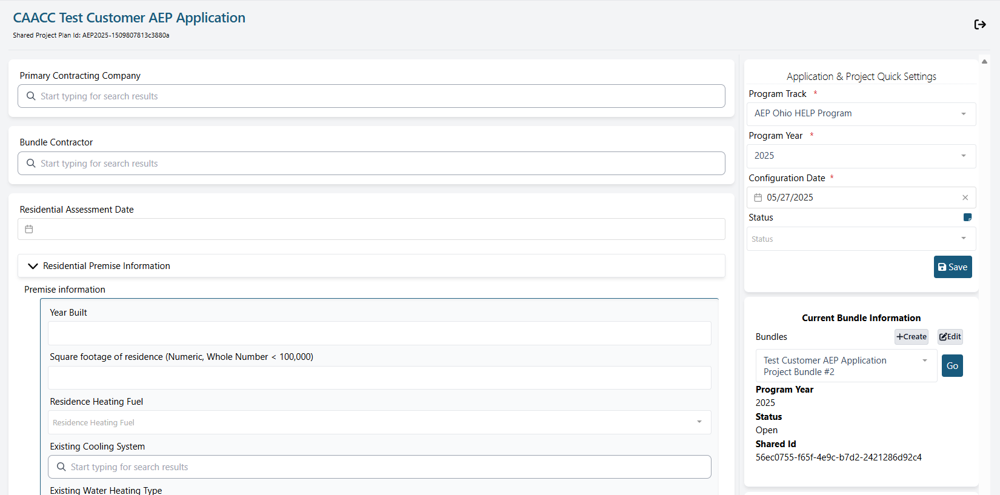 CAACC Test Customer AEP Application
Shared Project Plan Id: AEP2025-1509807813c3880a
Primary Contracting Company
Start typing for search results
Bundle Contractor
Start typing for search results
Residential Assessment Date
Residential Premise Information
Premise information
Year Built
Square footage of residence (Numeric, Whole Number < 100,000)
Residence Heating Fuel
Residence Heating Fuel
Existing Cooling System
Start typing for search results
Existing Water Heating Type
Application & Project Quick Settings
Program Track *
AEP Ohio HELP Program
Program Year *
2025
Configuration Date *
05/27/2025
Status
Status
Save
Current Bundle Information
Bundles
+Create
Edit
Test Customer AEP Application
Project Bundle #2
Go
Program Year
2025
Status
Open
Shared Id
56ec0755-f65f-4e9c-b7d2-2421286d92c4